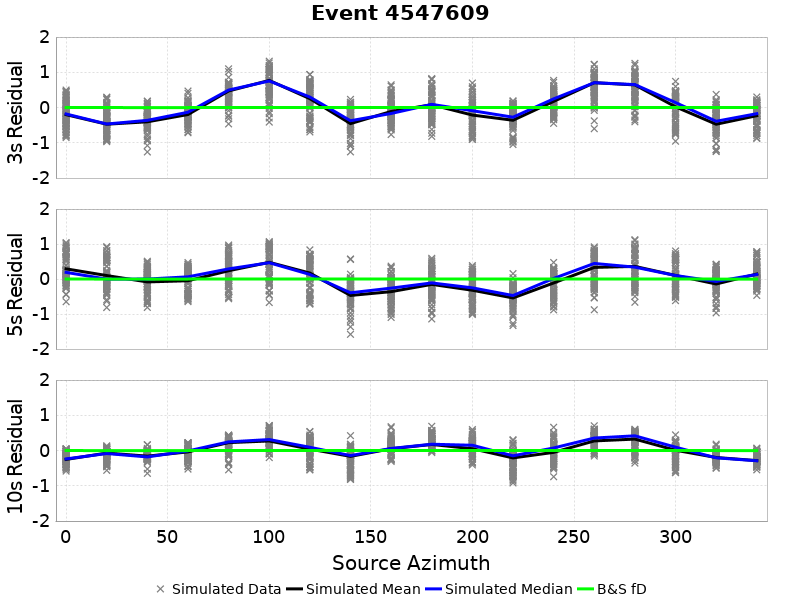 Event 4547609
3s Residual
2
1
0
-1
-2
5s Residual
2
1
0
-1
-2
10s Residual
2
1
0
-1
-2
0 50 100 150 200 250 300
Source Azimuth
Simulated Data Simulated Mean Simulated Median B&S fD